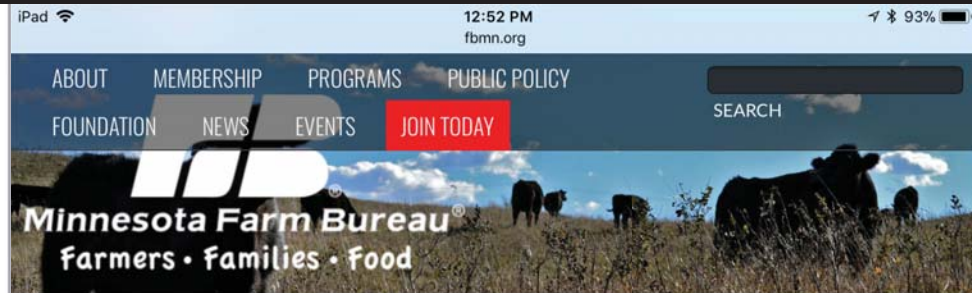 iPad 12:52 PM 93%
fbmn.org
ABOUT MEMBERSHIP PROGRAMS PUBLIC POLICY
FOUNDATION NEWS EVENTS JOIN TODAY
SEARCH
FB®
Minnesota Farm Bureau®
Farmers • Families • Food